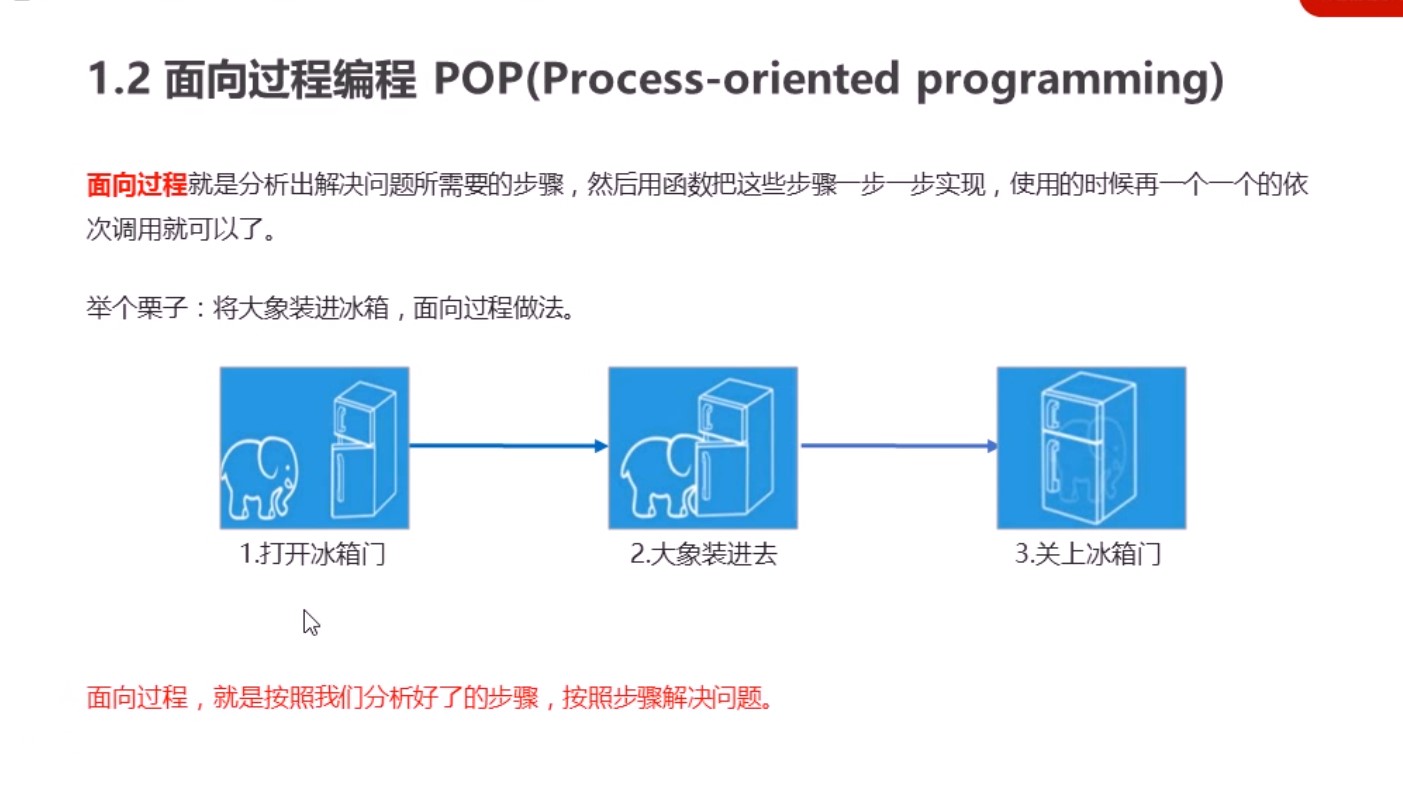 1.2 面向过程编程 POP(Process-oriented programming)
面向过程就是分析出解决问题所需要的步骤，然后用函数把这些步骤一步一步实现，使用的时候再一个一个的依
次调用就可以了。
举个栗子：将大象装进冰箱，面向过程做法。
1.打开冰箱门
2.大象装进去
3.关上冰箱门
面向过程，就是按照我们分析好了的步骤，按照步骤解决问题。